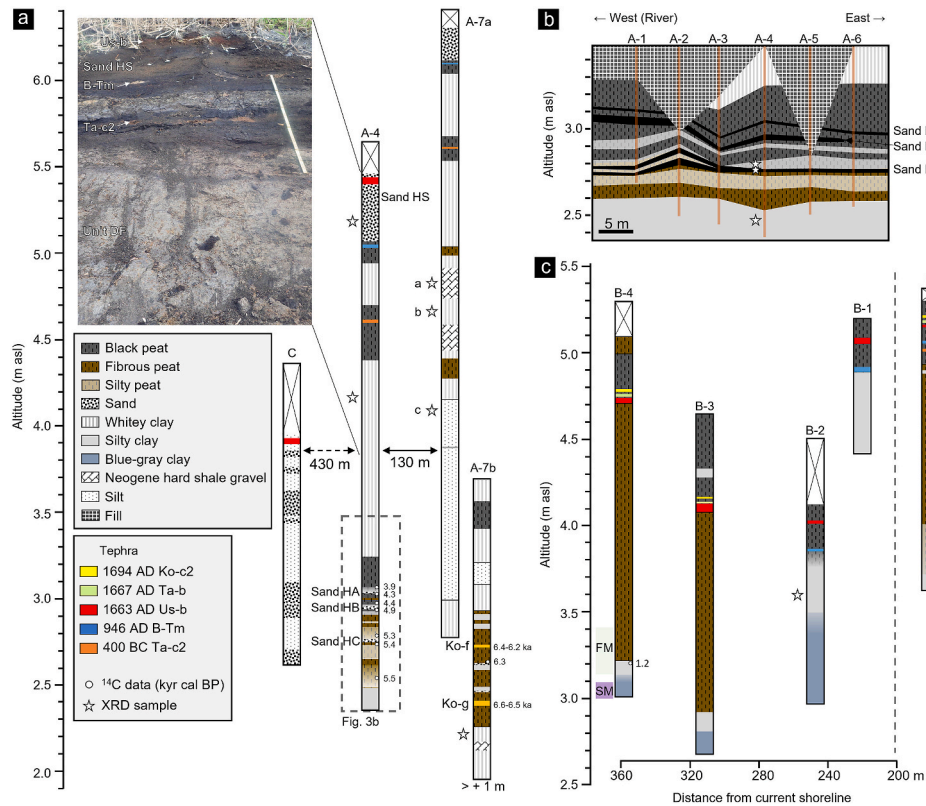 a
Us-b
Sand HS
B-Tm
Ta-c2
Unit DF
Altitude (m asl)
6.0
5.5
5.0
4.5
4.0
3.5
3.0
2.5
2.0
A-7a
A-4
Sand HS
a
b
c
C
430 m
130 m
A-7b
Sand HA
Sand HB
Sand HC
3.9
4.3
4.4
4.9
5.3
5.4
5.5
Fig. 3b
Ko-f
6.4-6.2 ka
6.3
Ko-g
6.6-6.5 ka
> + 1 m
Black peat
Fibrous peat
Silty peat
Sand
Whitey clay
Silty clay
Blue-gray clay
Neogene hard shale gravel
Silt
Fill
Tephra
1694 AD Ko-c2
1667 AD Ta-b
1663 AD Us-b
946 AD B-Tm
400 BC Ta-c2
14C data (kyr cal BP)
XRD sample
b
← West (River)
East →
A-1 A-2 A-3 A-4 A-5 A-6
Altitude (m asl)
3.0
2.5
Sand
Sand
Sand
5 m
c
Altitude (m asl)
5.5
5.0
4.5
4.0
3.5
3.0
2.5
B-4
B-3
B-2
B-1
FM
SM
1.2
360 320 280 240 200 m
Distance from current shoreline